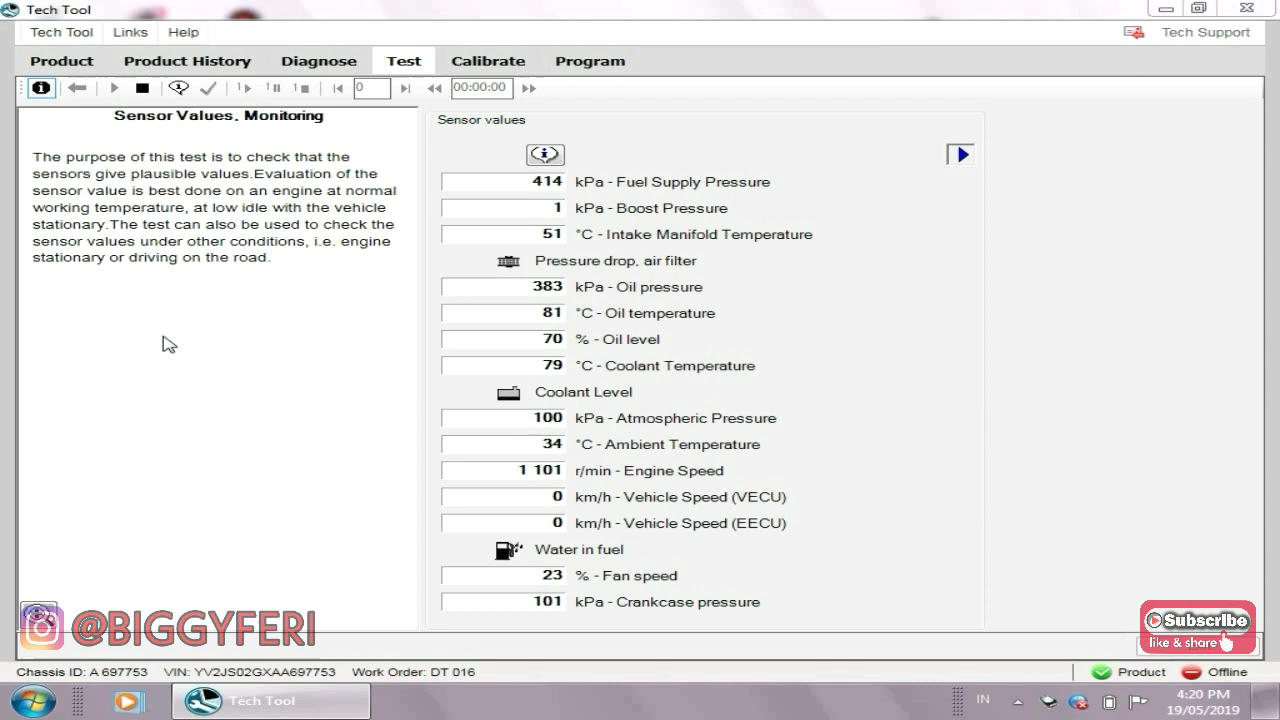 Tech Tool
Tech Tool Links Help Tech Support
Product Product History Diagnose Test Calibrate Program
0 00:00:00
Sensor Values, Monitoring
The purpose of this test is to check that the
sensors give plausible values.Evaluation of the
sensor value is best done on an engine at normal
working temperature, at low idle with the vehicle
stationary.The test can also be used to check the
sensor values under other conditions, i.e. engine
stationary or driving on the road.
Sensor values
414 kPa - Fuel Supply Pressure
1 kPa - Boost Pressure
51 °C - Intake Manifold Temperature
Pressure drop, air filter
383 kPa - Oil pressure
81 °C - Oil temperature
70 % - Oil level
79 °C - Coolant Temperature
Coolant Level
100 kPa - Atmospheric Pressure
34 °C - Ambient Temperature
1 101 r/min - Engine Speed
0 km/h - Vehicle Speed (VECU)
0 km/h - Vehicle Speed (EECU)
Water in fuel
23 % - Fan speed
101 kPa - Crankcase pressure
@BIGGYFERI
Subscribe
like & share
Chassis ID: A 697753 VIN: YV2JS02GXAA697753 Work Order: DT 016 Product Offline
Tech Tool IN 4:20 PM
19/05/2019